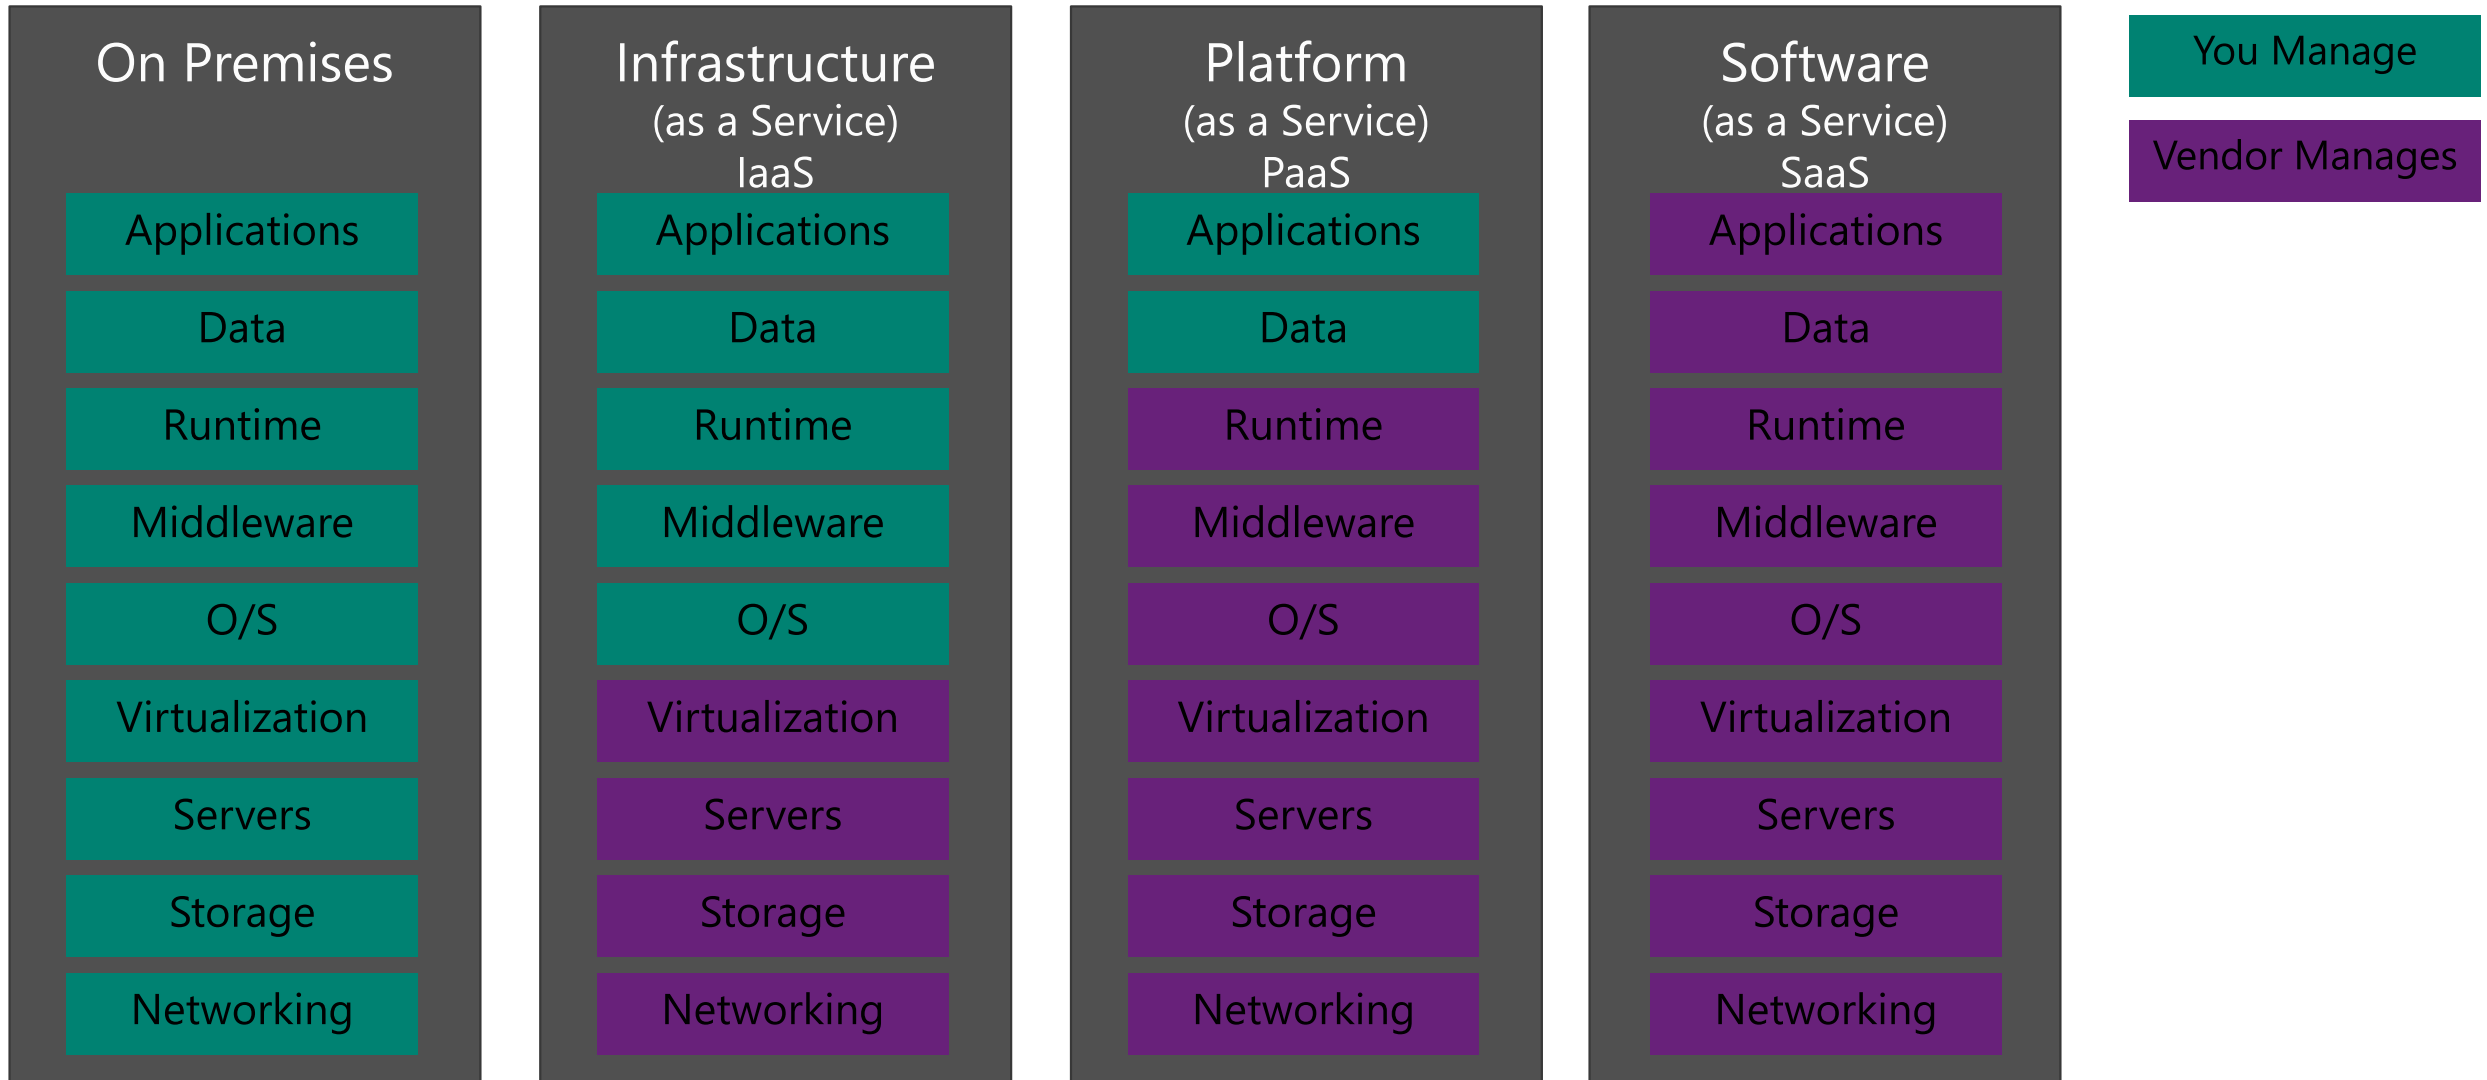 On Premises
Applications
Data
Runtime
Middleware
O/S
Virtualization
Servers
Storage
Networking
Infrastructure
(as a Service)
IaaS
Applications
Data
Runtime
Middleware
O/S
Virtualization
Servers
Storage
Networking
Platform
(as a Service)
PaaS
Applications
Data
Runtime
Middleware
O/S
Virtualization
Servers
Storage
Networking
Software
(as a Service)
SaaS
Applications
Data
Runtime
Middleware
O/S
Virtualization
Servers
Storage
Networking
You Manage
Vendor Manages